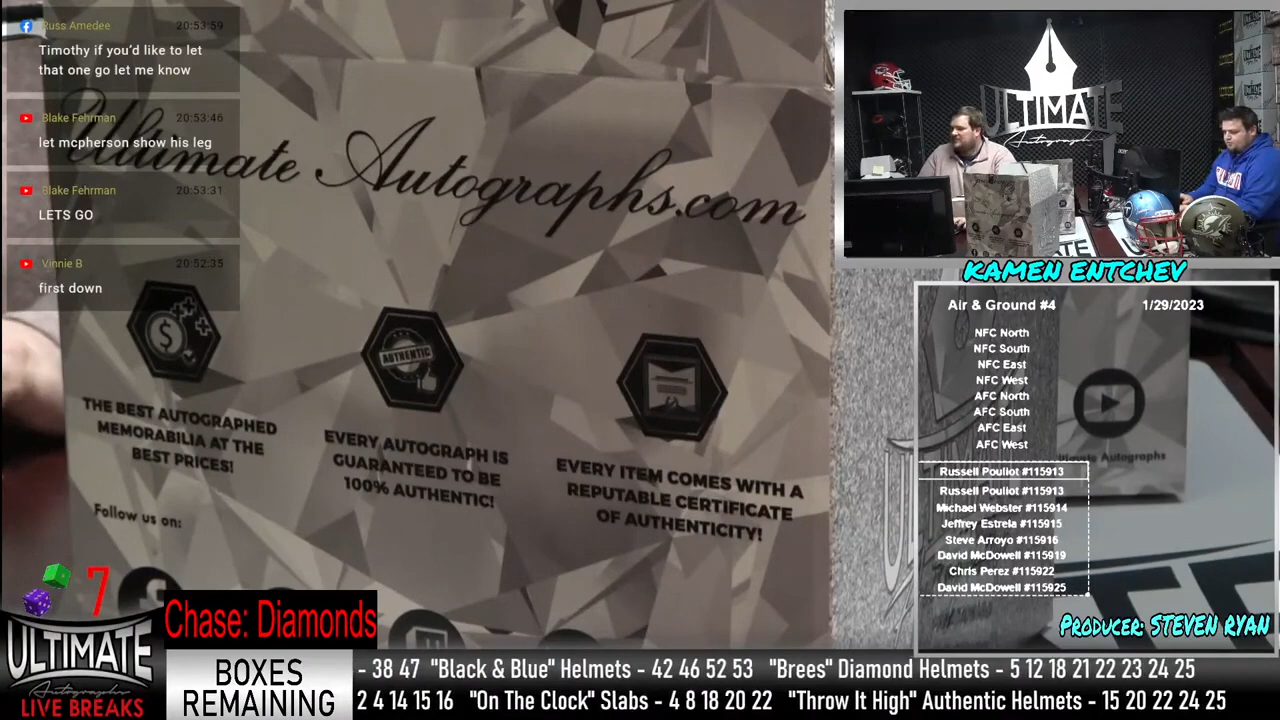 Russ Amedee 20:53:59
Timothy if you'd like to let
that one go let me know
Blake Fehrman 20:53:46
let mcpherson show his leg
Blake Fehrman 20:53:31
LETS GO
Vinnie B 20:52:35
first down
Ultimate Autographs.com
AUTHENTIC
THE BEST AUTOGRAPHED
MEMORABILIA AT THE
BEST PRICES!
EVERY AUTOGRAPH IS
GUARANTEED TO BE
100% AUTHENTIC!
EVERY ITEM COMES WITH A
REPUTABLE CERTIFICATE
OF AUTHENTICITY!
Follow us on:
ULTIMATE
Autographs
KAMEN ENTCHEV
Air & Ground #4 1/29/2023
NFC North
NFC South
NFC East
NFC West
AFC North
AFC South
AFC East
AFC West
Russell Pouliot #115913
Russell Pouliot #115913
Michael Webster #115914
Jeffrey Estrela #115915
Steve Arroyo #115916
David McDowell #115919
Chris Perez #115922
David McDowell #115925
Autographs
Producer: STEVEN RYAN
7
Chase: Diamonds
ULTIMATE
Autographs
LIVE BREAKS
BOXES
REMAINING
- 38 47 "Black & Blue" Helmets - 42 46 52 53 "Brees" Diamond Helmets - 5 12 18 21 22 23 24 25
2 4 14 15 16 "On The Clock" Slabs - 4 8 18 20 22 "Throw It High" Authentic Helmets - 15 20 22 24 25